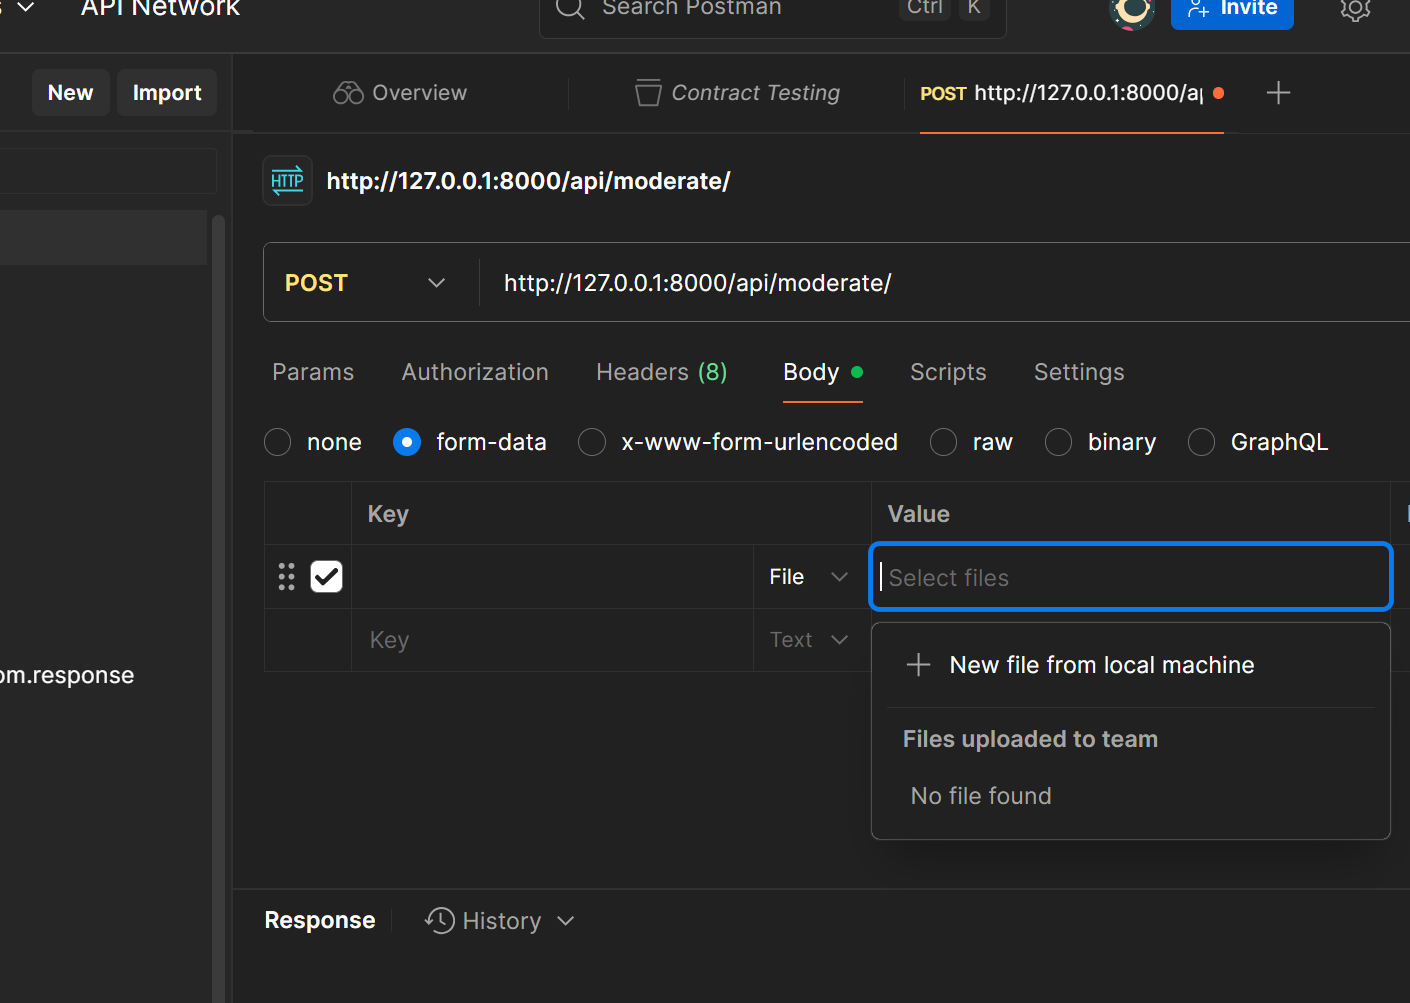 API Network
Search Postman
Ctrl
K
Invite
New
Import
Overview
Contract Testing
POST http://127.0.0.1:8000/a
HTTP
http://127.0.0.1:8000/api/moderate/
POST
http://127.0.0.1:8000/api/moderate/
Params
Authorization
Headers (8)
Body
Scripts
Settings
none
form-data
x-www-form-urlencoded
raw
binary
GraphQL
Key
Value
File
Select files
Key
Text
New file from local machine
Files uploaded to team
No file found
om.response
Response
History